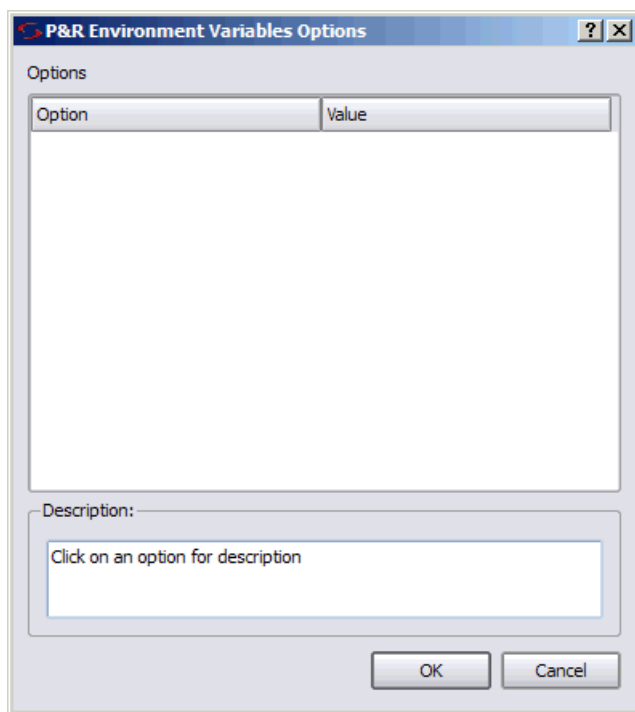 P&R Environment Variables Options
Options
Option Value
Description:
Click on an option for description
OK Cancel